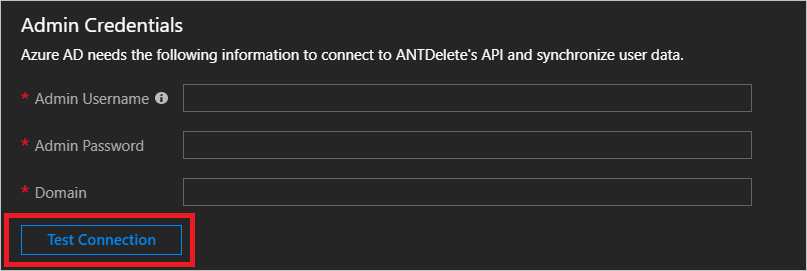 Admin Credentials
Azure AD needs the following information to connect to ANTDelete's API and synchronize user data.
* Admin Username
* Admin Password
* Domain
Test Connection